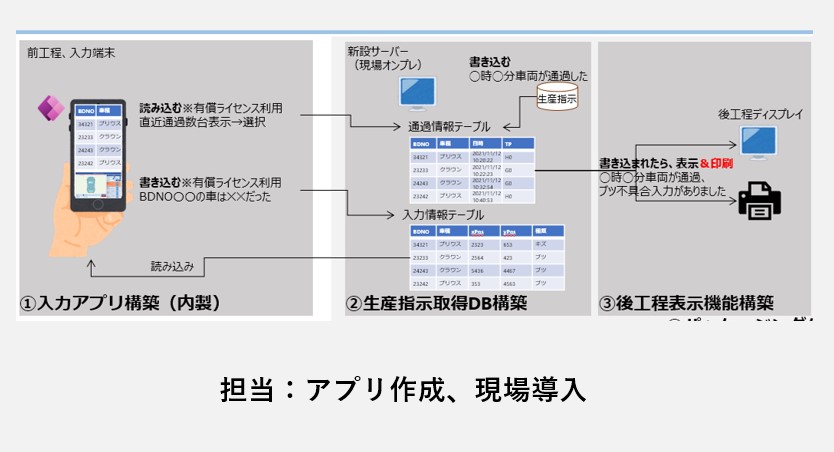 前工程、入力端末
BDNO 車種
34321 プリウス
23233 クラウン
24243 クラウン
23242 プリウス
読み込む※有償ライセンス利用
直近通過数台表示→選択
書き込む※有償ライセンス利用
BDNO〇〇の車は××だった
読み込み
①入力アプリ構築（内製）
新設サーバー
（現場オンプレ）
書き込む
〇時〇分車両が通過した
生産指示
通過情報テーブル
BDNO 車種 日時 TP
34321 プリウス 2021/11/12 10:20:22 H0
23233 クラウン 2021/11/12 10:22:23 G0
24243 クラウン 2021/11/12 10:32:54 G0
23242 プリウス 2021/11/12 10:40:53 H0
入力情報テーブル
BDNO 車種 xPos yPos 種類
34321 プリウス 2323 653 キズ
23233 クラウン 2564 423 ブツ
24243 クラウン 5436 4467 ブツ
23242 プリウス 353 4563 ブツ
②生産指示取得DB構築
後工程ディスプレイ
書き込まれたら、表示＆印刷
〇時〇分車両が通過、
ブツ不具合入力がありました
③後工程表示機能構築
担当：アプリ作成、現場導入